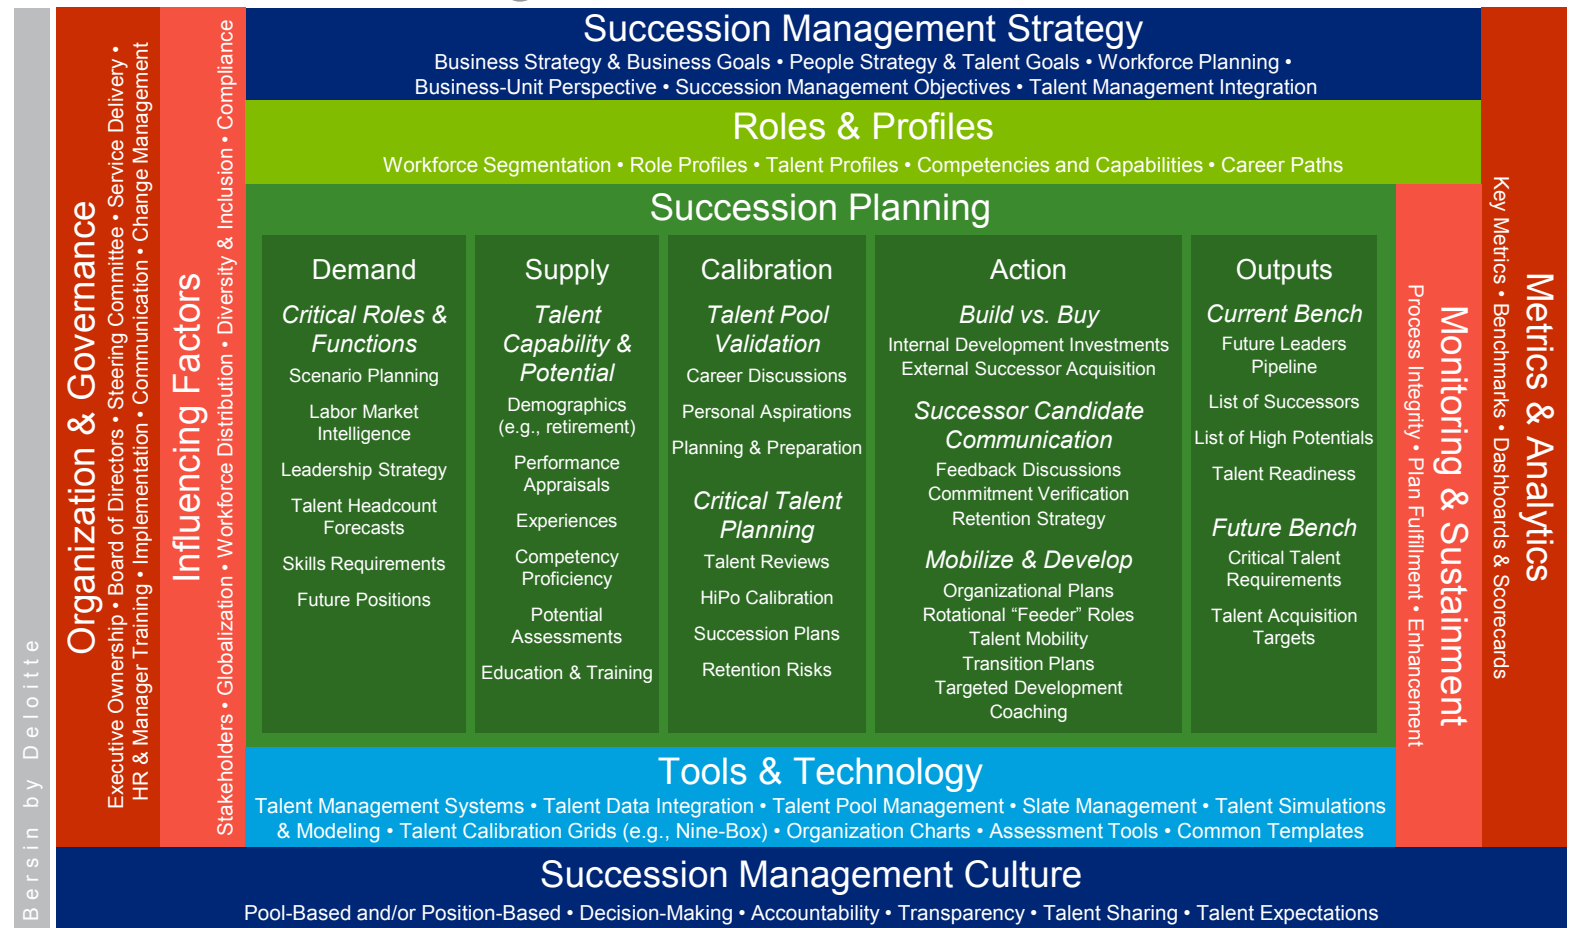 Bersin by Deloitte
Organization & Governance
Executive Ownership • Board of Directors • Steering Committee • Service Delivery •
HR & Manager Training • Implementation • Communication • Change Management
Influencing Factors
Stakeholders • Globalization • Workforce Distribution • Diversity & Inclusion • Compliance
Succession Management Strategy
Business Strategy & Business Goals • People Strategy & Talent Goals • Workforce Planning •
Business-Unit Perspective • Succession Management Objectives • Talent Management Integration
Roles & Profiles
Workforce Segmentation • Role Profiles • Talent Profiles • Competencies and Capabilities • Career Paths
Succession Planning
Demand
Critical Roles &
Functions
Scenario Planning
Labor Market
Intelligence
Leadership Strategy
Talent Headcount
Forecasts
Skills Requirements
Future Positions
Supply
Talent
Capability &
Potential
Demographics
(e.g., retirement)
Performance
Appraisals
Experiences
Competency
Proficiency
Potential
Assessments
Education & Training
Calibration
Talent Pool
Validation
Career Discussions
Personal Aspirations
Planning & Preparation
Critical Talent
Planning
Talent Reviews
HiPo Calibration
Succession Plans
Retention Risks
Action
Build vs. Buy
Internal Development Investments
External Successor Acquisition
Successor Candidate
Communication
Feedback Discussions
Commitment Verification
Retention Strategy
Mobilize & Develop
Organizational Plans
Rotational “Feeder” Roles
Talent Mobility
Transition Plans
Targeted Development
Coaching
Outputs
Current Bench
Future Leaders
Pipeline
List of Successors
List of High Potentials
Talent Readiness
Future Bench
Critical Talent
Requirements
Talent Acquisition
Targets
Monitoring & Sustainment
Process Integrity • Plan Fulfillment • Enhancement
Metrics & Analytics
Key Metrics • Benchmarks • Dashboards & Scorecards
Tools & Technology
Talent Management Systems • Talent Data Integration • Talent Pool Management • Slate Management • Talent Simulations
& Modeling • Talent Calibration Grids (e.g., Nine-Box) • Organization Charts • Assessment Tools • Common Templates
Succession Management Culture
Pool-Based and/or Position-Based • Decision-Making • Accountability • Transparency • Talent Sharing • Talent Expectations